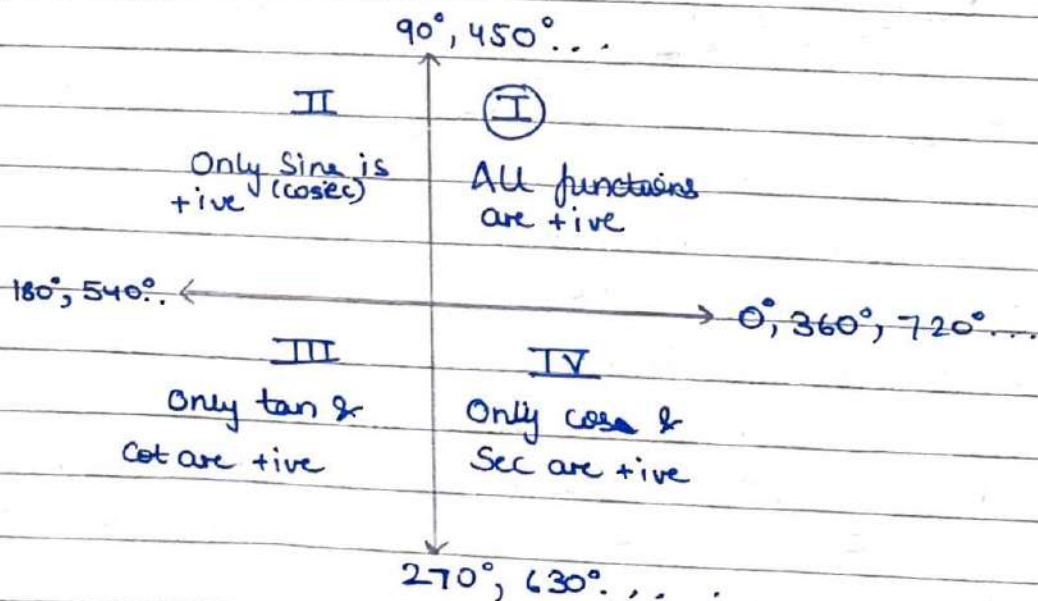 90°, 450°...
II
I
Only Sine is
+ive (cosec)
All functions
are +ive
180°, 540°..
0°, 360°, 720°...
III
IV
Only tan &
Cot are +ive
Only cos &
Sec are +ive
270°, 630°...